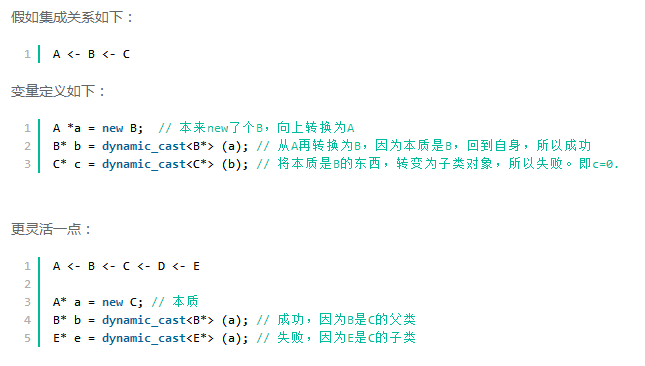 假如集成关系如下：
1 A <- B <- C
变量定义如下：
1 A *a = new B;  // 本来new了个B，向上转换为A
2 B* b = dynamic_cast<B*> (a); // 从A再转换为B，因为本质是B，回到自身，所以成功
3 C* c = dynamic_cast<C*> (b); // 将本质是B的东西，转变为子类对象，所以失败。即c=0.
更灵活一点：
1 A <- B <- C <- D <- E
2
3 A* a = new C; // 本质
4 B* b = dynamic_cast<B*> (a); // 成功，因为B是C的父类
5 E* e = dynamic_cast<E*> (a); // 失败，因为E是C的子类